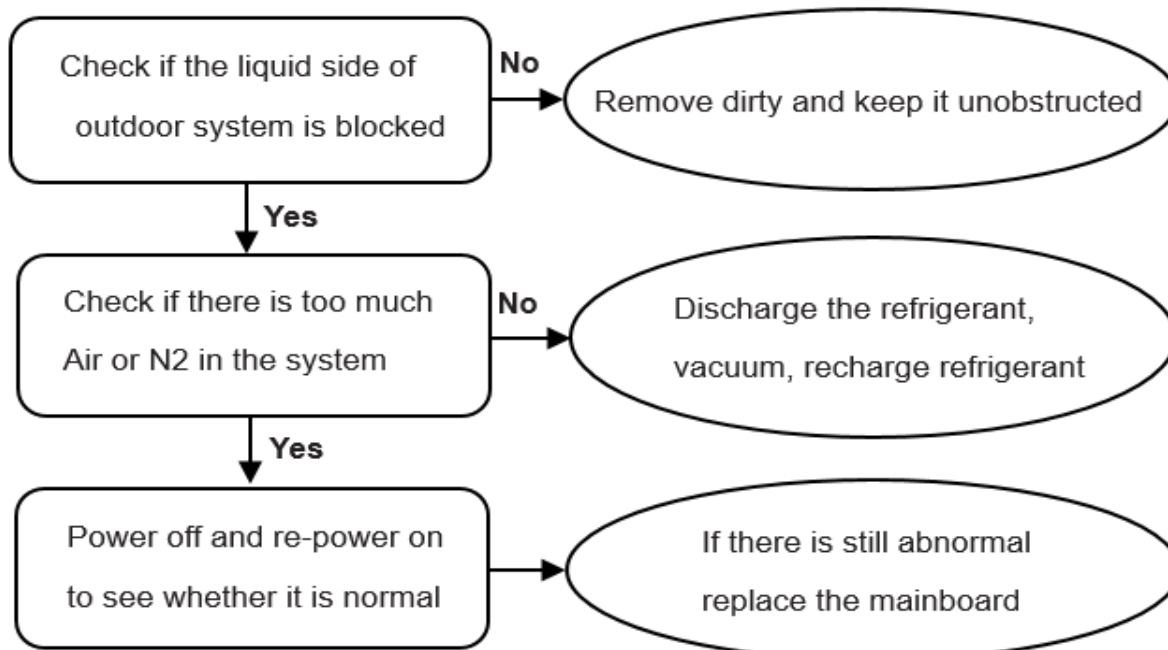 Check if the liquid side of
outdoor system is blocked
No
Remove dirty and keep it unobstructed
Yes
Check if there is too much
Air or N2 in the system
No
Discharge the refrigerant,
vacuum, recharge refrigerant
Yes
Power off and re-power on
to see whether it is normal
If there is still abnormal
replace the mainboard